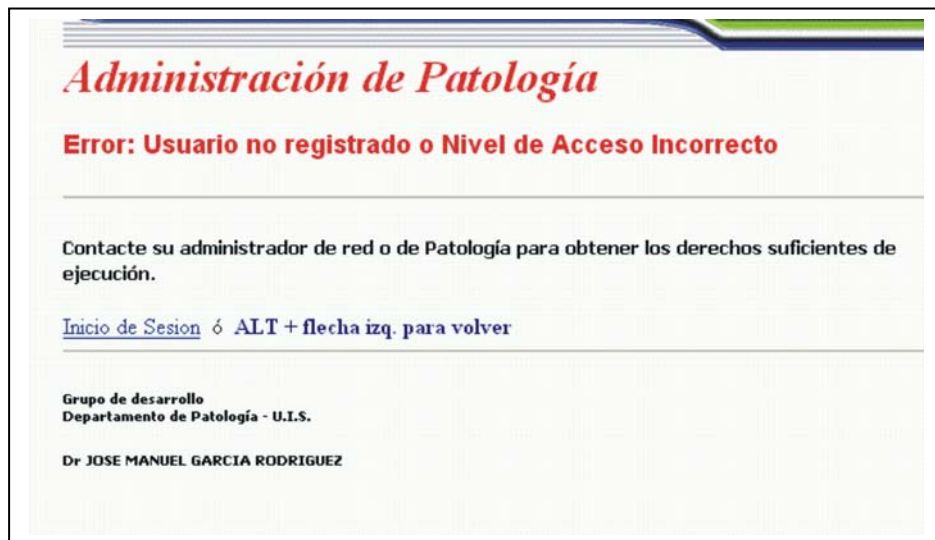 Administración de Patología
Error: Usuario no registrado o Nivel de Acceso Incorrecto
Contacte su administrador de red o de Patología para obtener los derechos suficientes de
ejecución.
Inicio de Sesion ó ALT + flecha izq. para volver
Grupo de desarrollo
Departamento de Patología - U.I.S.
Dr JOSE MANUEL GARCIA RODRIGUEZ